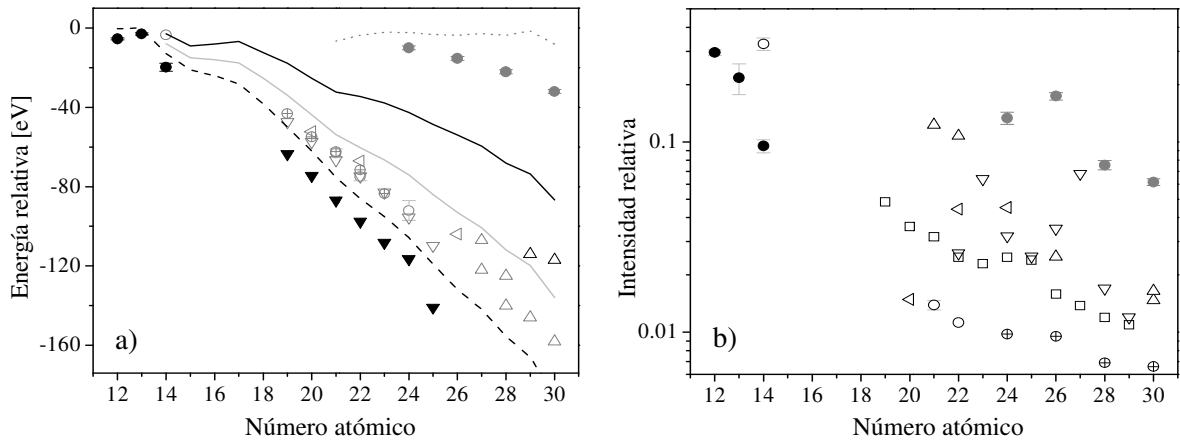 0
-40
-80
-120
-160
Energía relativa [eV]
a)
12 14 16 18 20 22 24 26 28 30
Número atómico
0.1
0.01
Intensidad relativa
b)
12 14 16 18 20 22 24 26 28 30
Número atómico